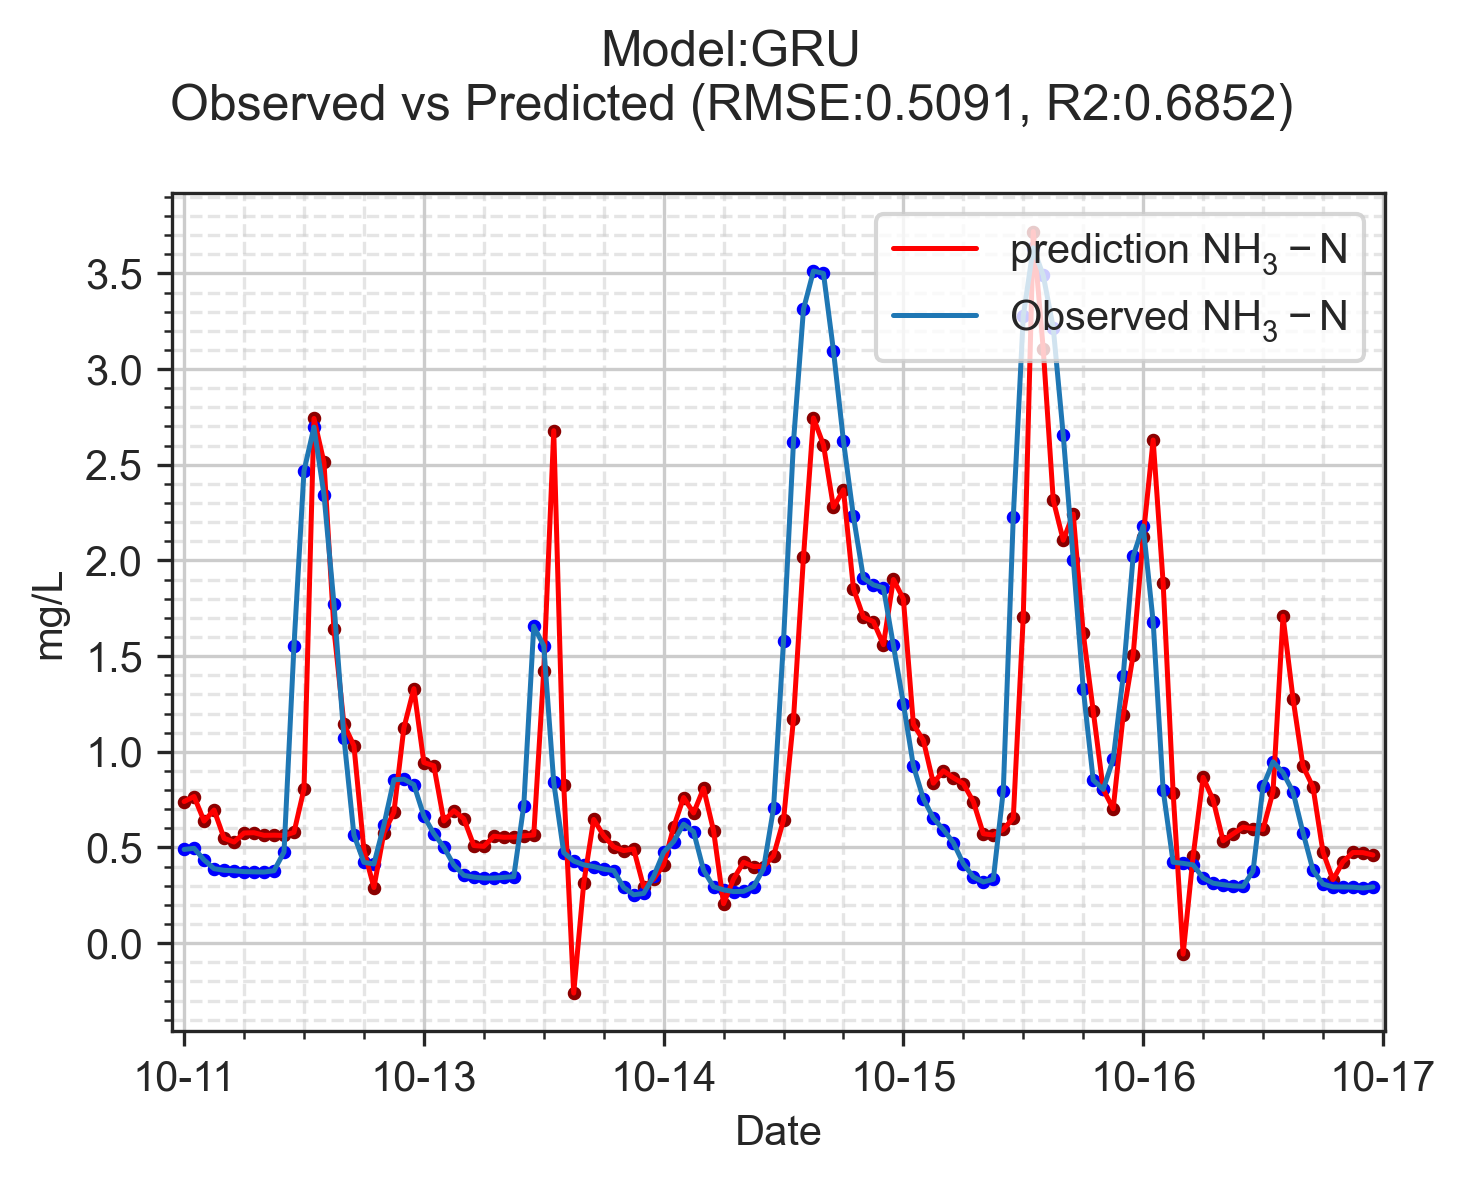 Model:GRU
Observed vs Predicted (RMSE:0.5091, R2:0.6852)
prediction NH₃ − N
Observed NH₃ − N
3.5
3.0
2.5
2.0
1.5
1.0
0.5
0.0
mg/L
10-11 10-13 10-14 10-15 10-16 10-17
Date